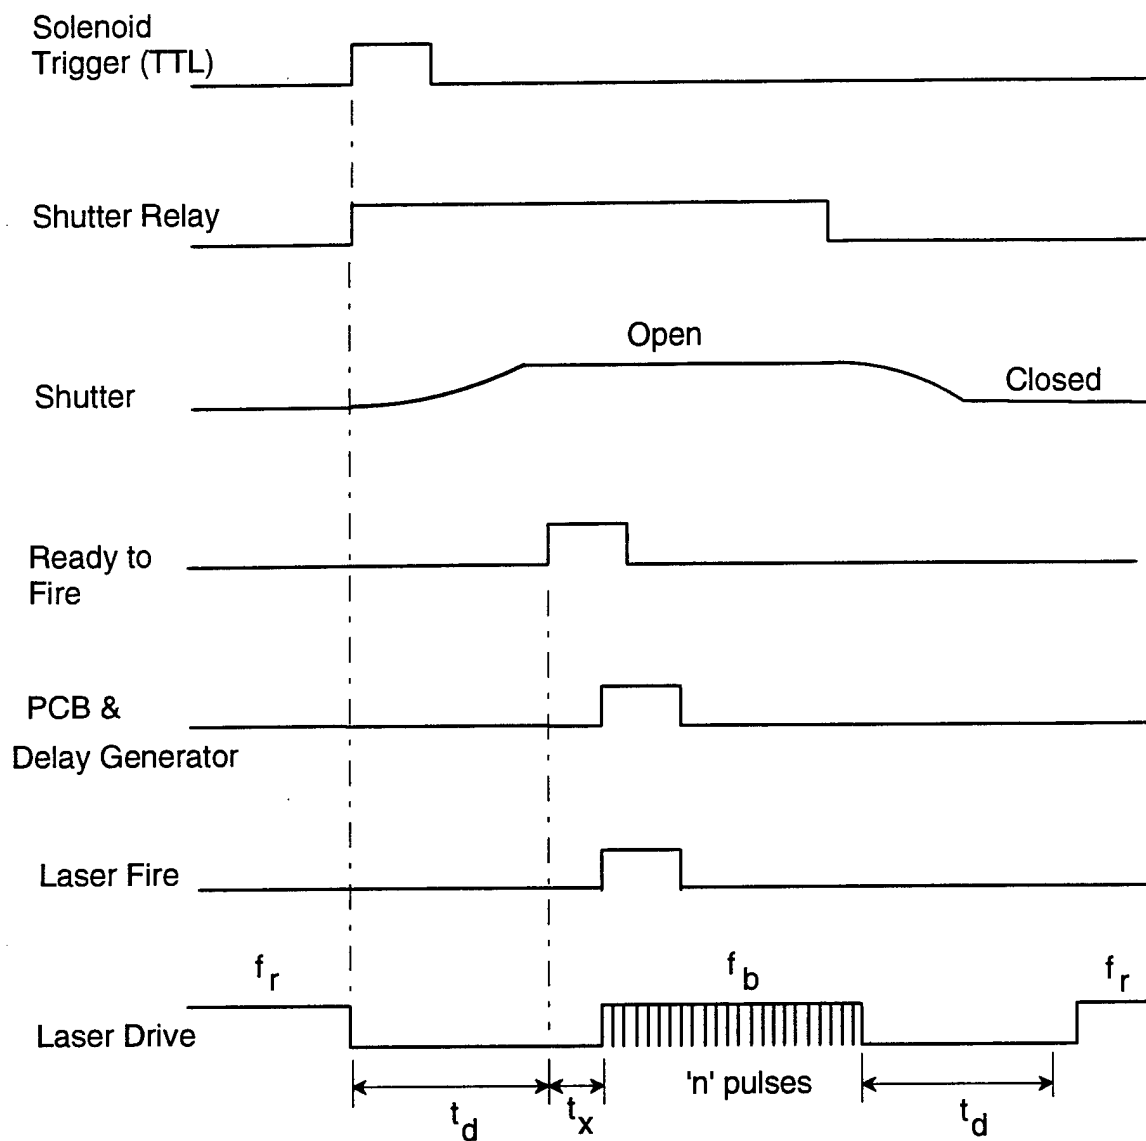 Solenoid
Trigger (TTL)
Shutter Relay
Open
Shutter
Closed
Ready to
Fire
PCB &
Delay Generator
Laser Fire
f_r
f_b
f_r
Laser Drive
'n' pulses
t_d
t_x
t_d